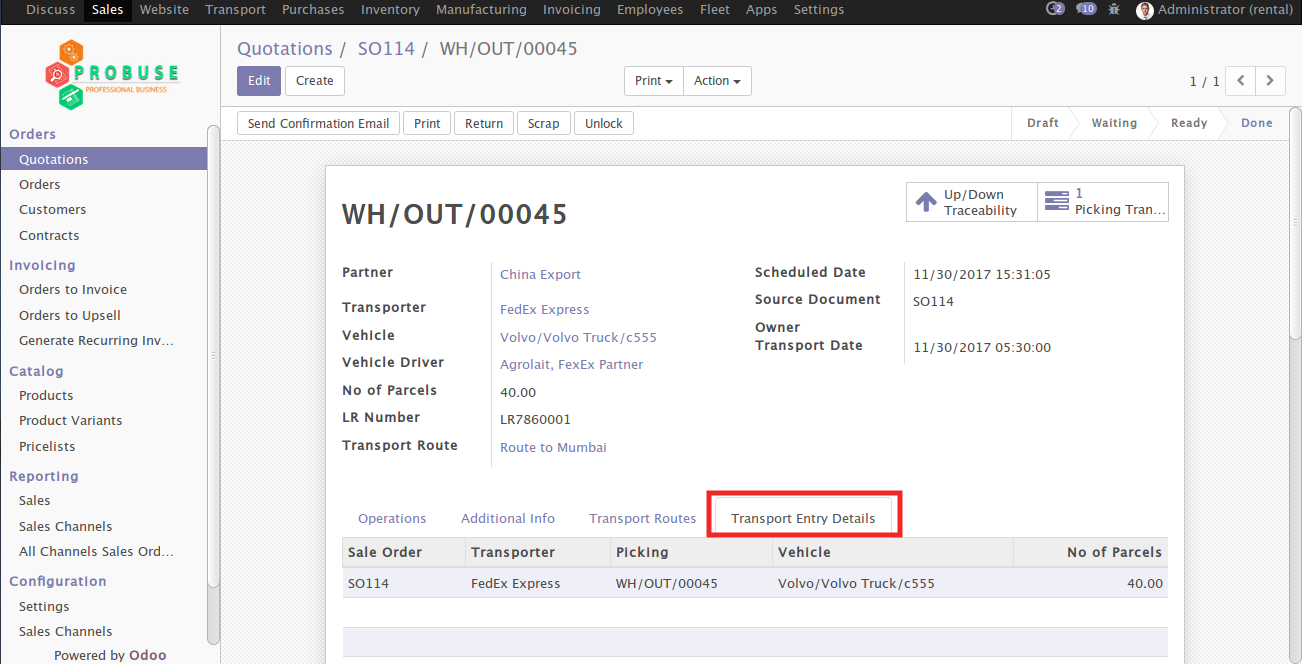 Discuss Sales Website Transport Purchases Inventory Manufacturing Invoicing Employees Fleet Apps Settings 2 10 Administrator (rental)
PROBUSE
PROFESSIONAL BUSINESS
Quotations / SO114 / WH/OUT/00045
Edit Create Print Action 1 / 1
Send Confirmation Email Print Return Scrap Unlock Draft Waiting Ready Done
Orders
Quotations
Orders
Customers
Contracts
Invoicing
Orders to Invoice
Orders to Upsell
Generate Recurring Inv...
Catalog
Products
Product Variants
Pricelists
Reporting
Sales
Sales Channels
All Channels Sales Ord...
Configuration
Settings
Sales Channels
Powered by Odoo
Up/Down
Traceability
1
Picking Tran...
WH/OUT/00045
Partner China Export
Transporter FedEx Express
Vehicle Volvo/Volvo Truck/c555
Vehicle Driver Agrolait, FexEx Partner
No of Parcels 40.00
LR Number LR7860001
Transport Route Route to Mumbai
Scheduled Date 11/30/2017 15:31:05
Source Document SO114
Owner
Transport Date 11/30/2017 05:30:00
Operations Additional Info Transport Routes Transport Entry Details
Sale Order Transporter Picking Vehicle No of Parcels
SO114 FedEx Express WH/OUT/00045 Volvo/Volvo Truck/c555 40.00